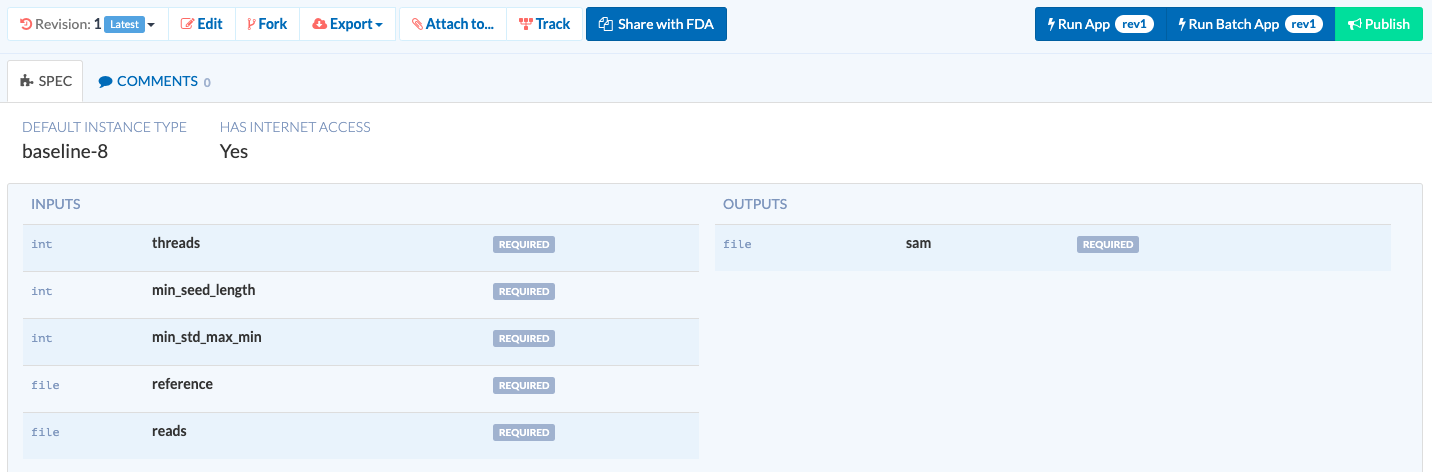 Revision: 1 Latest Edit Fork Export Attach to... Track Share with FDA Run App rev1 Run Batch App rev1 Publish
SPEC COMMENTS 0
DEFAULT INSTANCE TYPE HAS INTERNET ACCESS
baseline-8 Yes
INPUTS OUTPUTS
int threads REQUIRED file sam REQUIRED
int min_seed_length REQUIRED
int min_std_max_min REQUIRED
file reference REQUIRED
file reads REQUIRED